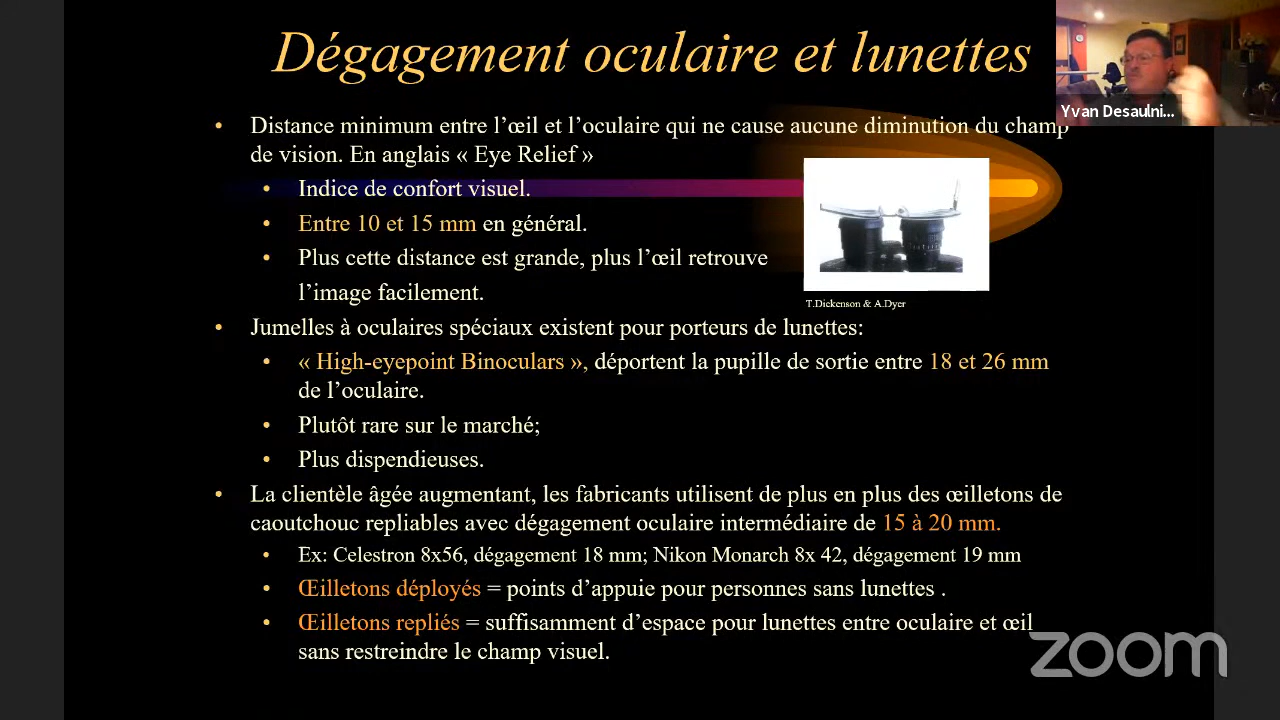 Dégagement oculaire et lunettes
Yvan Desaulni...
• Distance minimum entre l’œil et l’oculaire qui ne cause aucune diminution du champ
de vision. En anglais « Eye Relief »
• Indice de confort visuel.
• Entre 10 et 15 mm en général.
• Plus cette distance est grande, plus l’œil retrouve
l’image facilement.
T.Dickenson & A.Dyer
• Jumelles à oculaires spéciaux existent pour porteurs de lunettes:
• « High-eyepoint Binoculars », déportent la pupille de sortie entre 18 et 26 mm
de l’oculaire.
• Plutôt rare sur le marché;
• Plus dispendieuses.
• La clientèle âgée augmentant, les fabricants utilisent de plus en plus des œilletons de
caoutchouc repliables avec dégagement oculaire intermédiaire de 15 à 20 mm.
• Ex: Celestron 8x56, dégagement 18 mm; Nikon Monarch 8x 42, dégagement 19 mm
• Œilletons déployés = points d’appuie pour personnes sans lunettes .
• Œilletons repliés = suffisamment d’espace pour lunettes entre oculaire et œil
sans restreindre le champ visuel.
zoom